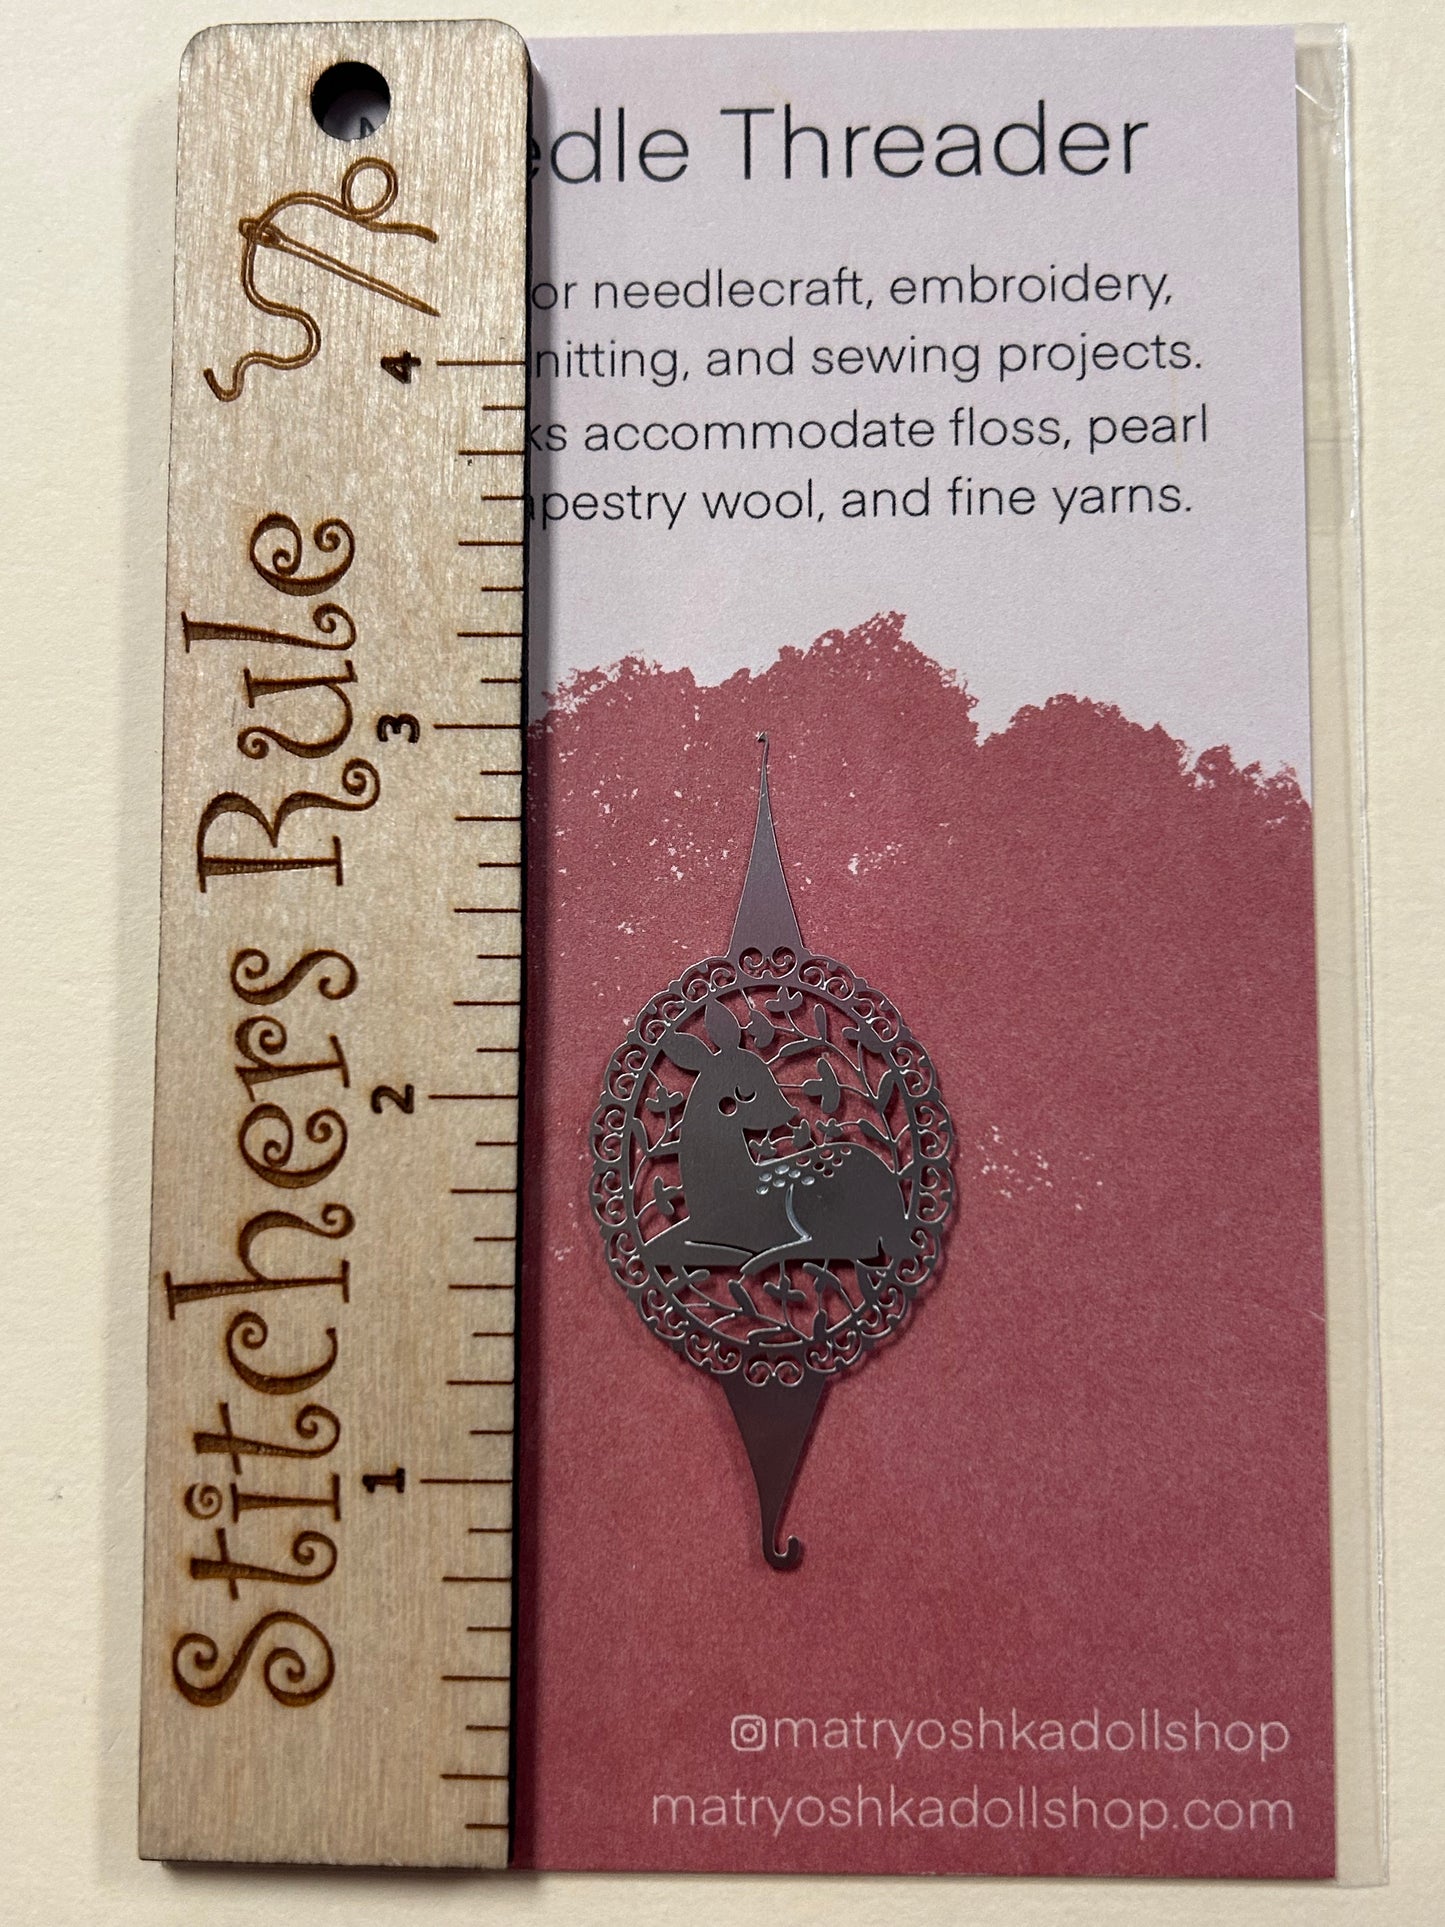 Stitchers Rule
4
3
2
1
dle Threader
or needlecraft, embroidery,
nitting, and sewing projects.
ks accommodate floss, pearl
pestry wool, and fine yarns.
matryoshkadollshop
matryoshkadollshop.com